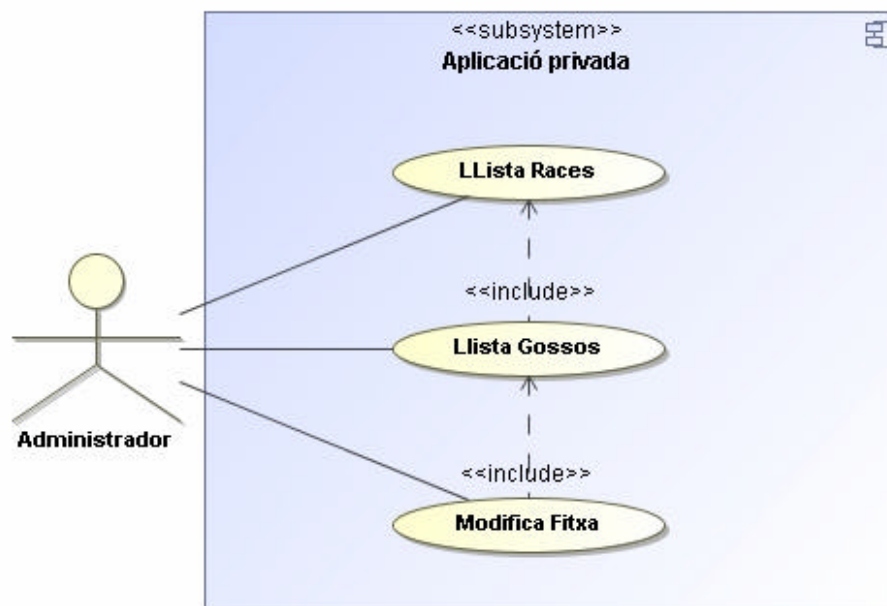 <<subsystem>>
Aplicació privada
LLista Races
<<include>>
Llista Gossos
Administrador
<<include>>
Modifica Fitxa